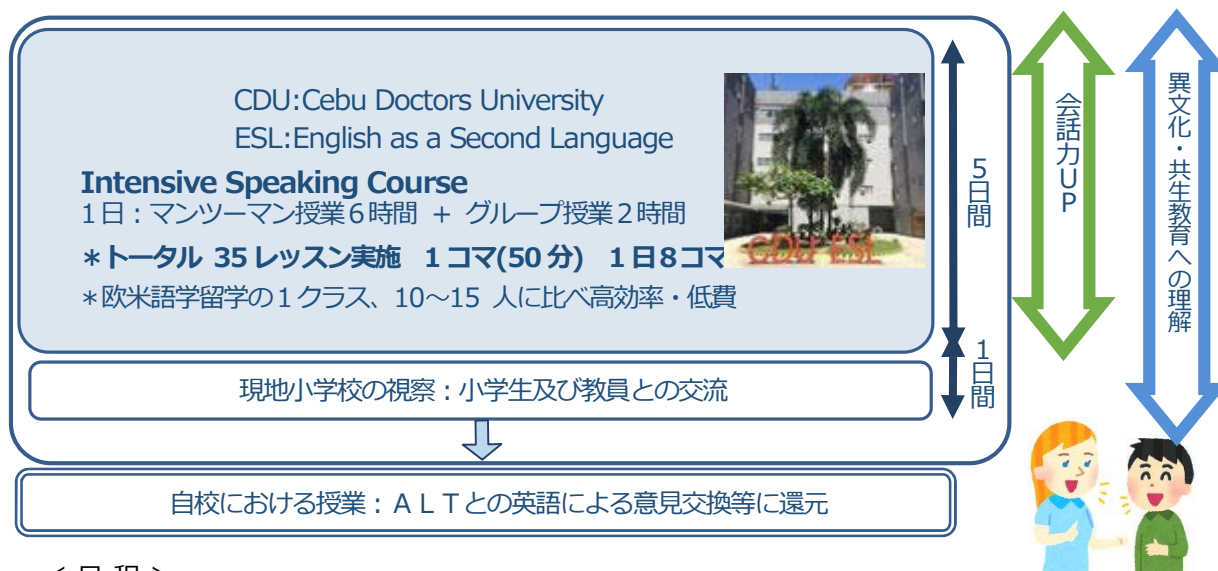 CDU:Cebu Doctors University
ESL:English as a Second Language
Intensive Speaking Course
1日：マンツーマン授業6時間 + グループ授業2時間
＊トータル 35レッスン実施 1コマ(50分) 1日8コマ
＊欧米語学留学の1クラス、10～15 人に比べ高効率・低費
CDU ESL
5日間
会話力UP
異文化・共生教育への理解
1日間
現地小学校の視察：小学生及び教員との交流
自校における授業：ＡＬＴとの英語による意見交換等に還元